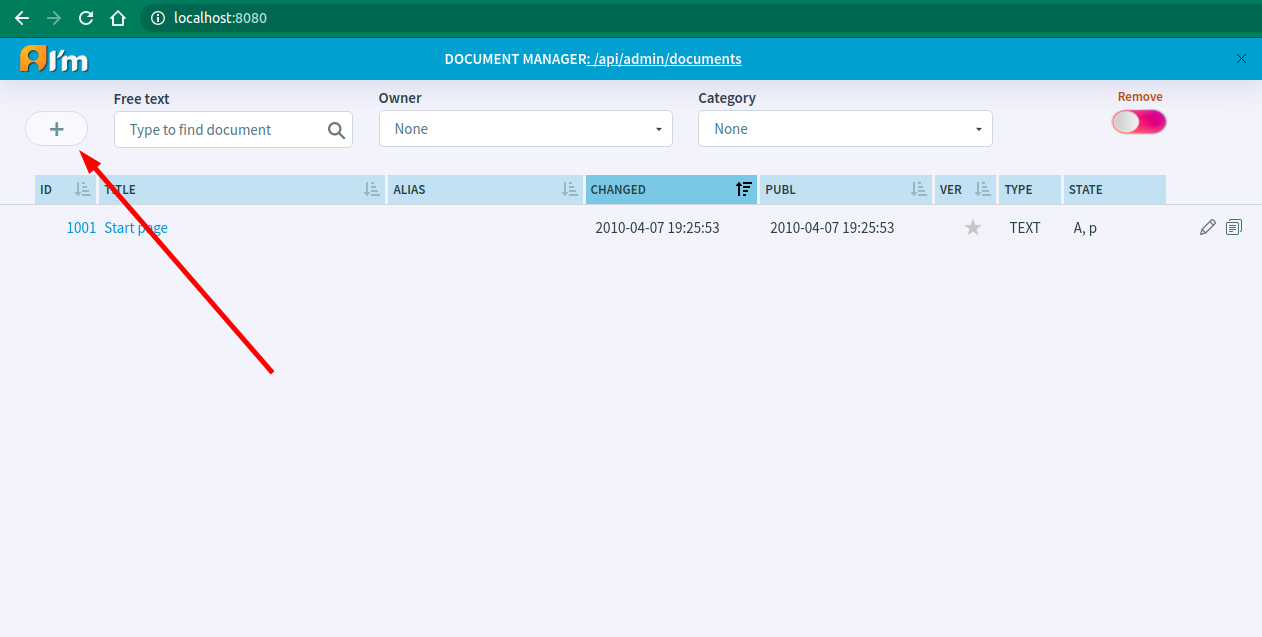 localhost:8080
I'm
DOCUMENT MANAGER: /api/admin/documents
Free text
Owner
Category
Remove
+
Type to find document
None
None
ID TITLE ALIAS CHANGED PUBL VER TYPE STATE
1001 Start page 2010-04-07 19:25:53 2010-04-07 19:25:53 TEXT A, p